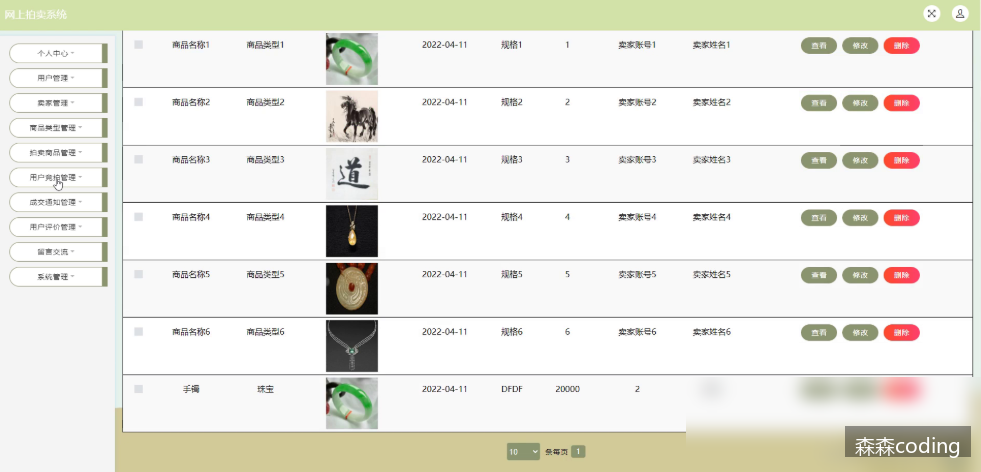 网上拍卖系统
个人中心
用户管理
卖家管理
商品类型管理
拍卖商品管理
用户竞拍管理
成交通知管理
用户评价管理
留言交流
系统管理
商品名称1 商品类型1 2022-04-11 规格1 1 卖家账号1 卖家姓名1 查看 修改 删除
商品名称2 商品类型2 2022-04-11 规格2 2 卖家账号2 卖家姓名2 查看 修改 删除
商品名称3 商品类型3 道 2022-04-11 规格3 3 卖家账号3 卖家姓名3 查看 修改 删除
商品名称4 商品类型4 2022-04-11 规格4 4 卖家账号4 卖家姓名4 查看 修改 删除
商品名称5 商品类型5 2022-04-11 规格5 5 卖家账号5 卖家姓名5 查看 修改 删除
商品名称6 商品类型6 2022-04-11 规格6 6 卖家账号6 卖家姓名6 查看 修改 删除
手镯 珠宝 2022-04-11 DFDF 20000 2
10 条每页 1
森森coding